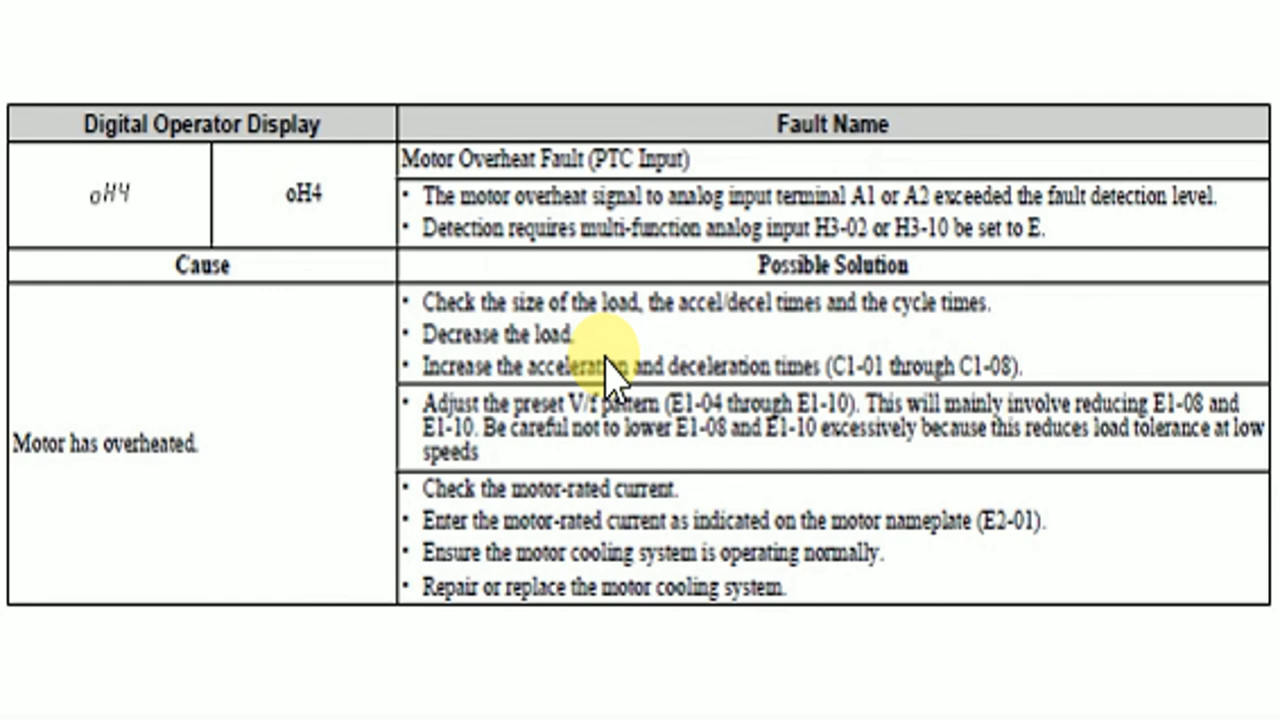 Digital Operator Display
Fault Name
oH4
oH4
Motor Overheat Fault (PTC Input)
• The motor overheat signal to analog input terminal A1 or A2 exceeded the fault detection level.
• Detection requires multi-function analog input H3-02 or H3-10 be set to E.
Cause
Possible Solution
Motor has overheated.
• Check the size of the load, the accel/decel times and the cycle times.
• Decrease the load.
• Increase the acceleration and deceleration times (C1-01 through C1-08).
• Adjust the preset V/f pattern (E1-04 through E1-10). This will mainly involve reducing E1-08 and
E1-10. Be careful not to lower E1-08 and E1-10 excessively because this reduces load tolerance at low
speeds
• Check the motor-rated current.
• Enter the motor-rated current as indicated on the motor nameplate (E2-01).
• Ensure the motor cooling system is operating normally.
• Repair or replace the motor cooling system.